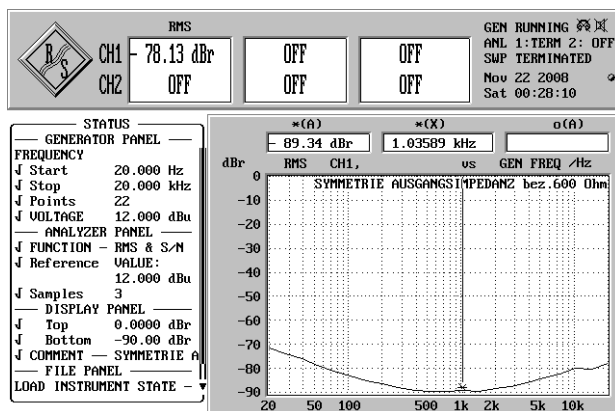 RMS
GEN RUNNING
ANL 1:TERM 2: OFF
SWP TERMINATED
Nov 22 2008
Sat 00:28:10
R S
CH1 - 78.13 dBr OFF OFF
CH2 OFF OFF OFF
STATUS
GENERATOR PANEL
FREQUENCY
Start 20.000 Hz
Stop 20.000 kHz
Points 22
VOLTAGE 12.000 dBu
ANALYZER PANEL
FUNCTION - RMS & S/N
Reference VALUE:
12.000 dBu
Samples 3
DISPLAY PANEL
Top 0.0000 dBr
Bottom -90.00 dBr
COMMENT — SYMMETRIE A
FILE PANEL
LOAD INSTRUMENT STATE -
*(A) *(X) o(A)
- 89.34 dBr 1.03589 kHz
dBr RMS CH1, vs GEN FREQ /Hz
SYMMETRIE AUSGANGSIMPEDANZ bez.600 Ohm
0
-10
-20
-30
-40
-50
-60
-70
-80
-90
20 50 100 500 1k 2k 5k 10k